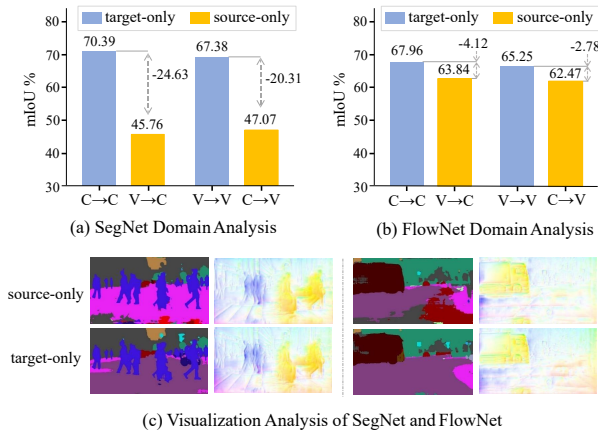 target-only source-only
80
70
60
50
40
30
mIoU %
70.39
45.76
67.38
47.07
-24.63
-20.31
C→C V→C V→V C→V
(a) SegNet Domain Analysis
target-only source-only
80
70
60
50
40
30
mIoU %
67.96
63.84
65.25
62.47
-4.12
-2.78
C→C V→C V→V C→V
(b) FlowNet Domain Analysis
source-only
target-only
(c) Visualization Analysis of SegNet and FlowNet